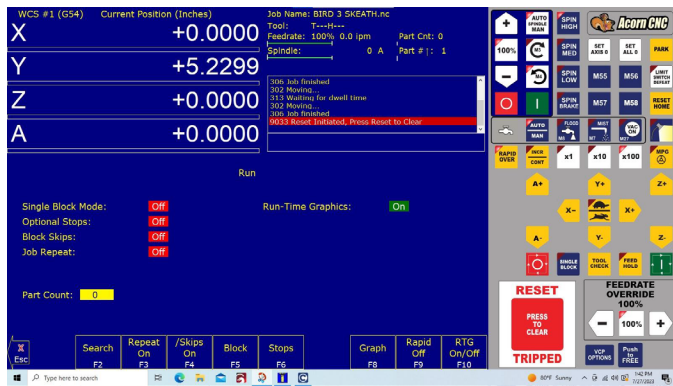 WCS #1 (G54) Current Position (Inches)
X +0.0000
Y +5.2299
Z +0.0000
A +0.0000
Job Name: BIRD 3 SKEATH.nc
Tool: T---H---
Feedrate: 100% 0.0 ipm Part Cnt: 0
Spindle: 0 A Part # |: 1
306 Job finished
302 Moving...
313 Waiting for dwell time
302 Moving...
306 Job finished
9033 Reset Initiated, Press Reset to Clear
Run
Single Block Mode: Off
Optional Stops: Off
Block Skips: Off
Job Repeat: Off
Run-Time Graphics: On
Part Count: 0
X
Esc
Search
F2
Repeat
On
F3
/Skips
On
F4
Block
F5
Stops
F6
Graph
F8
Rapid
Off
F9
RTG
On/Off
F10
+
AUTO
SPINDLE
MAN
SPIN
HIGH
Acorn CNC
100%
M3
SPIN
MED
SET
AXIS 0
SET
ALL 0
PARK
-
M4
SPIN
LOW
M55
M56
LIMIT
SWITCH
DEFEAT
O
I
SPIN
BRAKE
M57
M58
RESET
HOME
AUTO
MAN
FLOOD
M8
MIST
M7
VAC
ON
M27
RAPID
OVER
INCR
CONT
x1
x10
x100
MPG
A+
Y+
Z+
X-
X+
A-
Y-
Z-
SINGLE
BLOCK
TOOL
CHECK
FEED
HOLD
RESET
PRESS
TO
CLEAR
TRIPPED
FEEDRATE
OVERRIDE
100%
-
100%
+
VCP
OPTIONS
Push
to
FREE
Type here to search
80°F Sunny
1:42 PM
7/27/2023